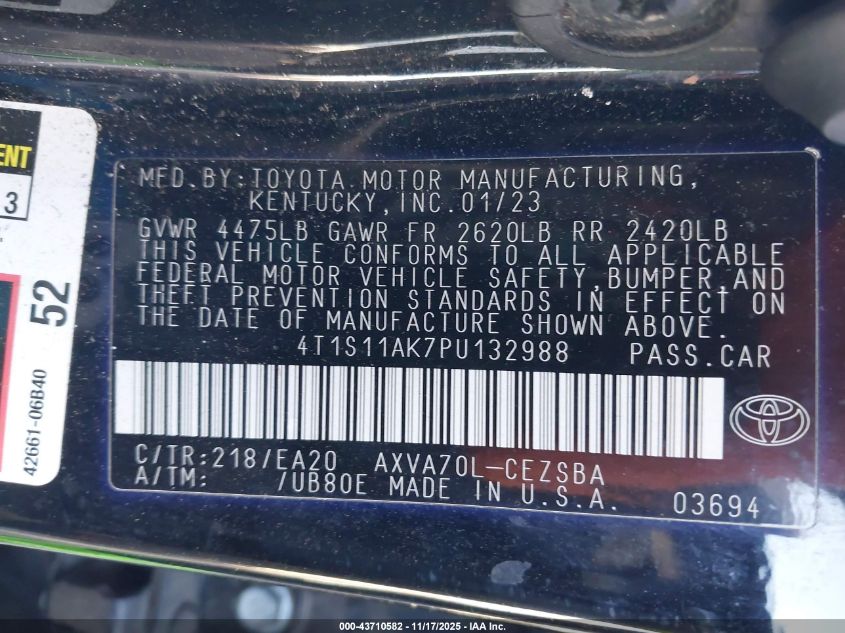 MFD.BY:TOYOTA MOTOR MANUFACTURING,
KENTUCKY,INC.01/23
GVWR 4475LB GAWR FR 2620LB RR 2420LB
THIS VEHICLE CONFORMS TO ALL APPLICABLE
FEDERAL MOTOR VEHICLE SAFETY,BUMPER,AND
THEFT PREVENTION STANDARDS IN EFFECT ON
THE DATE OF MANUFACTURE SHOWN ABOVE.
4T1S11AK7PU132988 PASS.CAR
C/TR:218/EA20 AXVA70L-CEZSBA
A/TM: /UB80E MADE IN U.S.A. 03694
3
52
42661-06B40
000-43710582 - 11/17/2025 - IAA Inc.